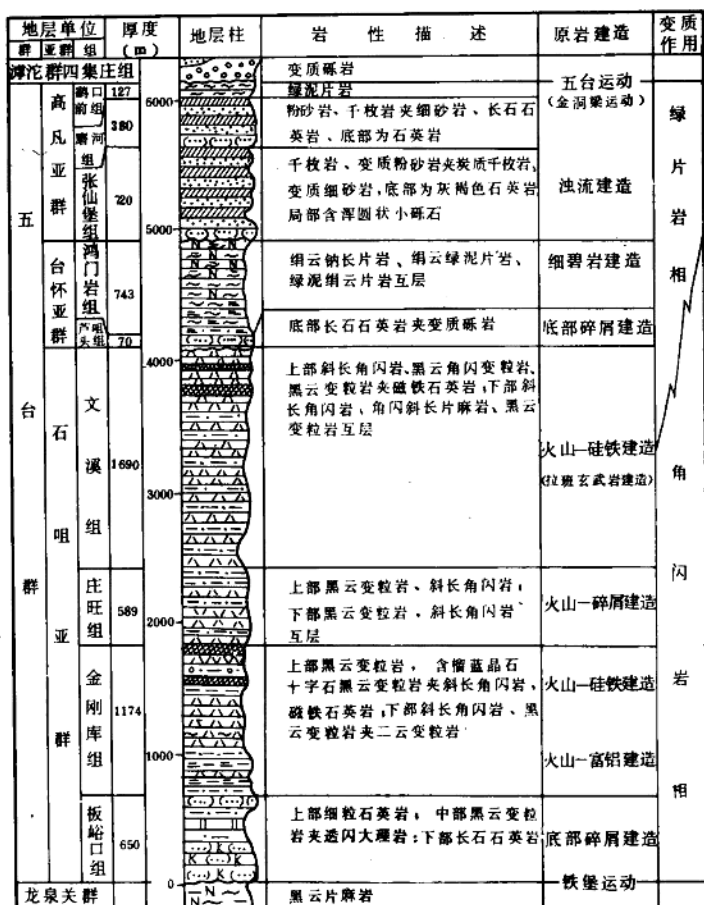 地层单位 厚度 地层柱 岩性描述 原岩建造 变质
群 亚群 组 (m) 作用
滹沱群四集庄组 变质砾岩
五台运动
(金洞梁运动)
五台群
高凡亚群
鹞口前组 127 绿泥片岩
6000
磨河组 380 粉砂岩、千枚岩夹细砂岩、长石石
英岩、底部为石英岩
张仙堡组 720 千枚岩、变质粉砂岩夹炭质千枚岩,
变质细砂岩,底部为灰褐色石英岩
局部含浑圆状小砾石
浊流建造
5000
台怀亚群
鸿门岩组 743 绢云钠长片岩、绢云绿泥片岩、
绿泥绢云片岩互层
细碧岩建造
芦咀头组 70 底部长石石英岩夹变质砾岩 底部碎屑建造
4000
石咀亚群
文溪组 1690 上部斜长角闪岩、黑云角闪变粒岩、
黑云变粒岩夹磁铁石英岩,下部斜
长角闪岩、角闪斜长片麻岩、黑云
变粒岩互层
火山—硅铁建造
(拉斑玄武岩建造)
3000
庄旺组 589 上部黑云变粒岩、斜长角闪岩;
下部黑云变粒岩、斜长角闪岩
互层
火山—碎屑建造
2000
金刚库组 1174 上部黑云变粒岩,含榴蓝晶石
十字石黑云变粒岩夹斜长角闪岩,
磁铁石英岩,下部斜长角闪岩、黑
云变粒岩夹二云变粒岩
火山—硅铁建造
火山—富铝建造
1000
板峪口组 650 上部细粒石英岩;中部黑云变粒
岩夹透闪大理岩;下部长石石英岩
底部碎屑建造
0
铁堡运动
龙泉关群 黑云片麻岩
绿片岩相
角闪岩相
N K N
N N
N
K
K K
K
N
N